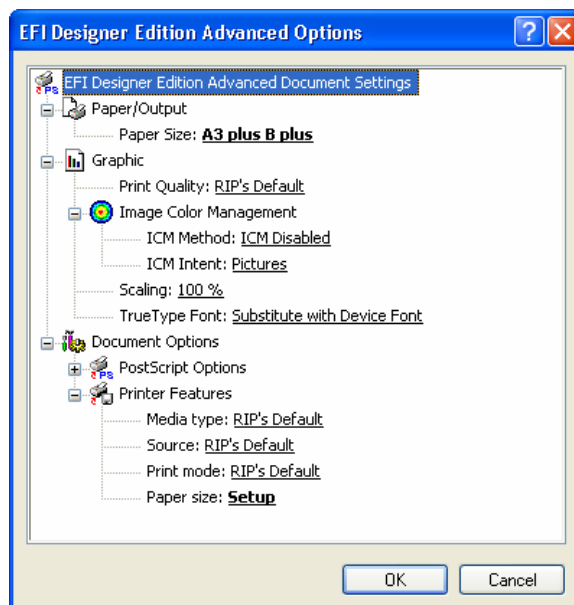 EFI Designer Edition Advanced Options
EFI Designer Edition Advanced Document Settings
Paper/Output
Paper Size: A3 plus B plus
Graphic
Print Quality: RIP's Default
Image Color Management
ICM Method: ICM Disabled
ICM Intent: Pictures
Scaling: 100 %
TrueType Font: Substitute with Device Font
Document Options
PostScript Options
Printer Features
Media type: RIP's Default
Source: RIP's Default
Print mode: RIP's Default
Paper size: Setup
OK Cancel